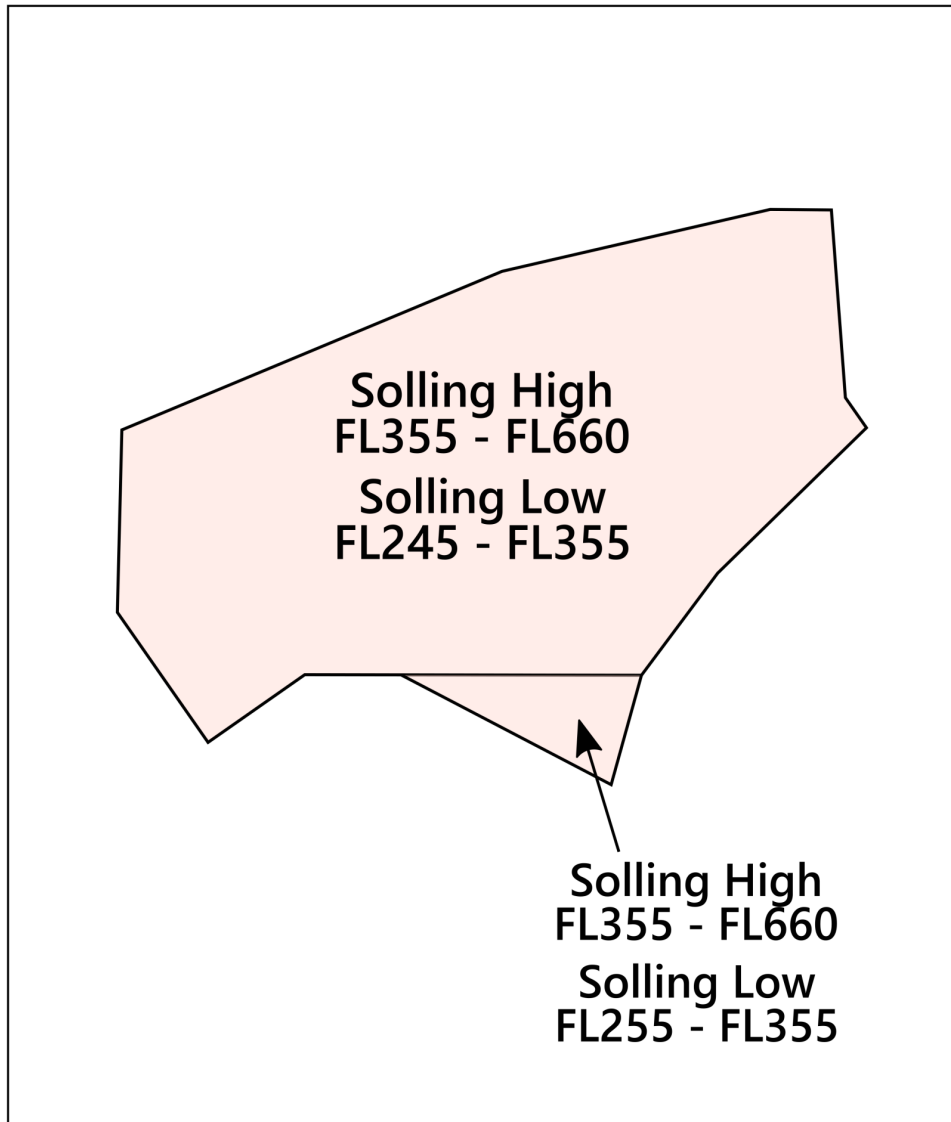 Solling High
FL355 - FL660
Solling Low
FL245 - FL355
Solling High
FL355 - FL660
Solling Low
FL255 - FL355